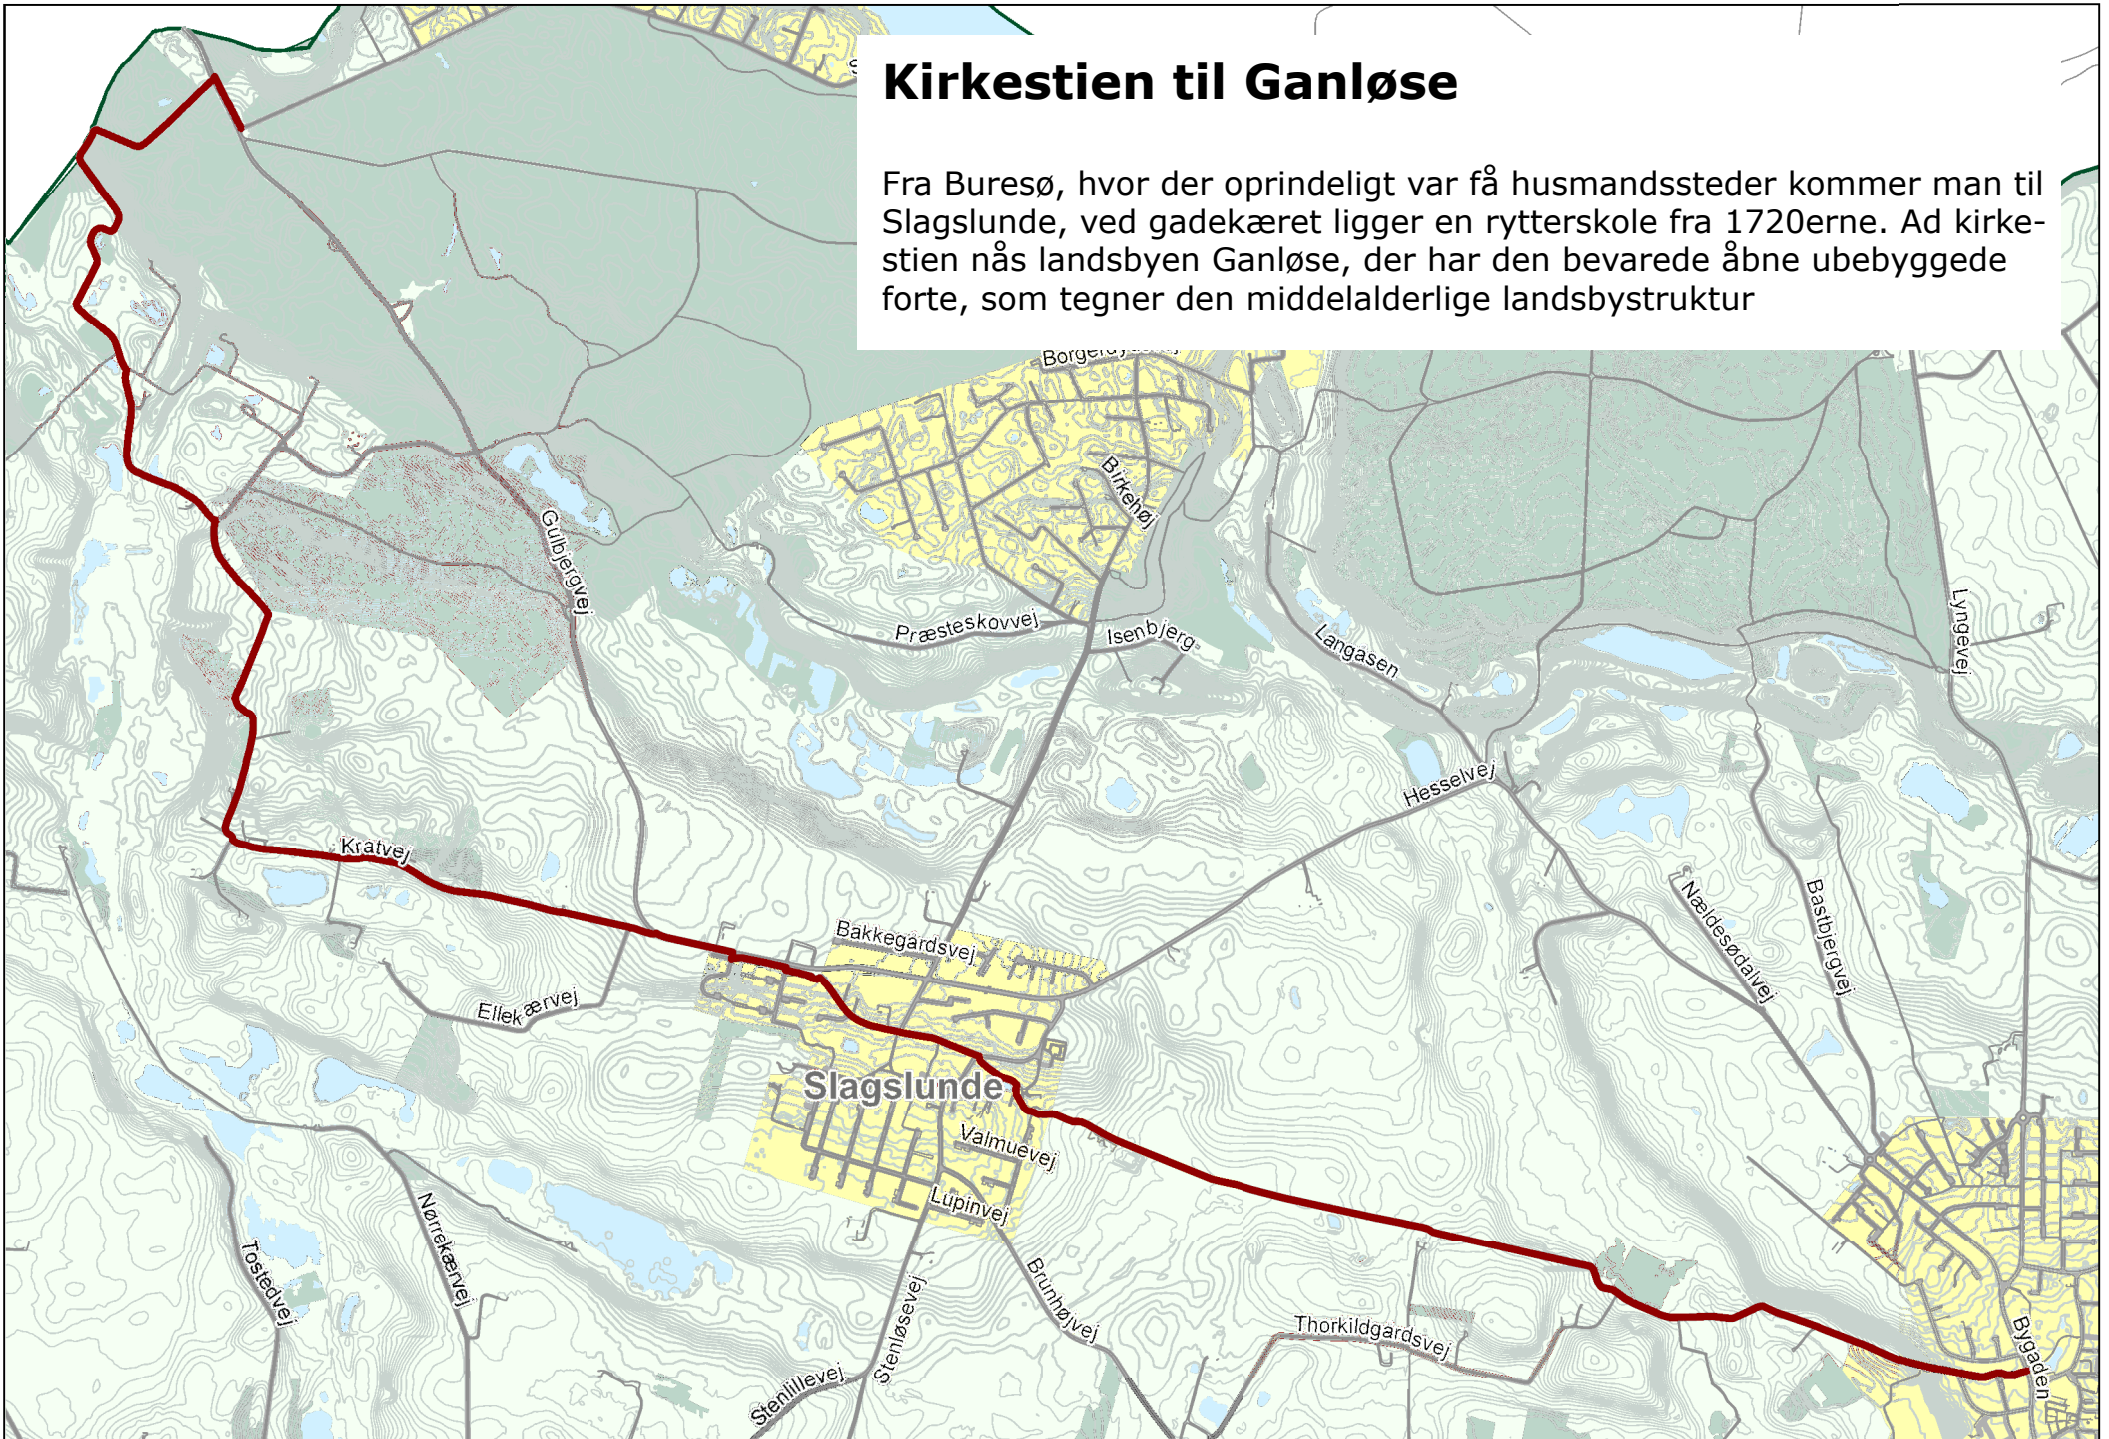 Kirkestien til Ganløse
Fra Buresø, hvor der oprindeligt var få husmandssteder kommer man til
Slagslunde, ved gadekæret ligger en rytterskole fra 1720erne. Ad kirke-
stien nås landsbyen Ganløse, der har den bevarede åbne ubebyggede
forte, som tegner den middelalderlige landsbystruktur
Birkehøj
Gulbjergvej
Præsteskovvej
Isenbjerg
Langåsen
Lyngevej
Hesselvej
Kratvej
Nældesødalvej
Bastbjergvej
Bakkegårdsvej
Ellekærvej
Slagslunde
Valmuevej
Lupinvej
Nørrekærvej
Tostedvej
Brunhøjvej
Stenløsevej
Thorkildgårdsvej
Bygaden
Stenlillevej